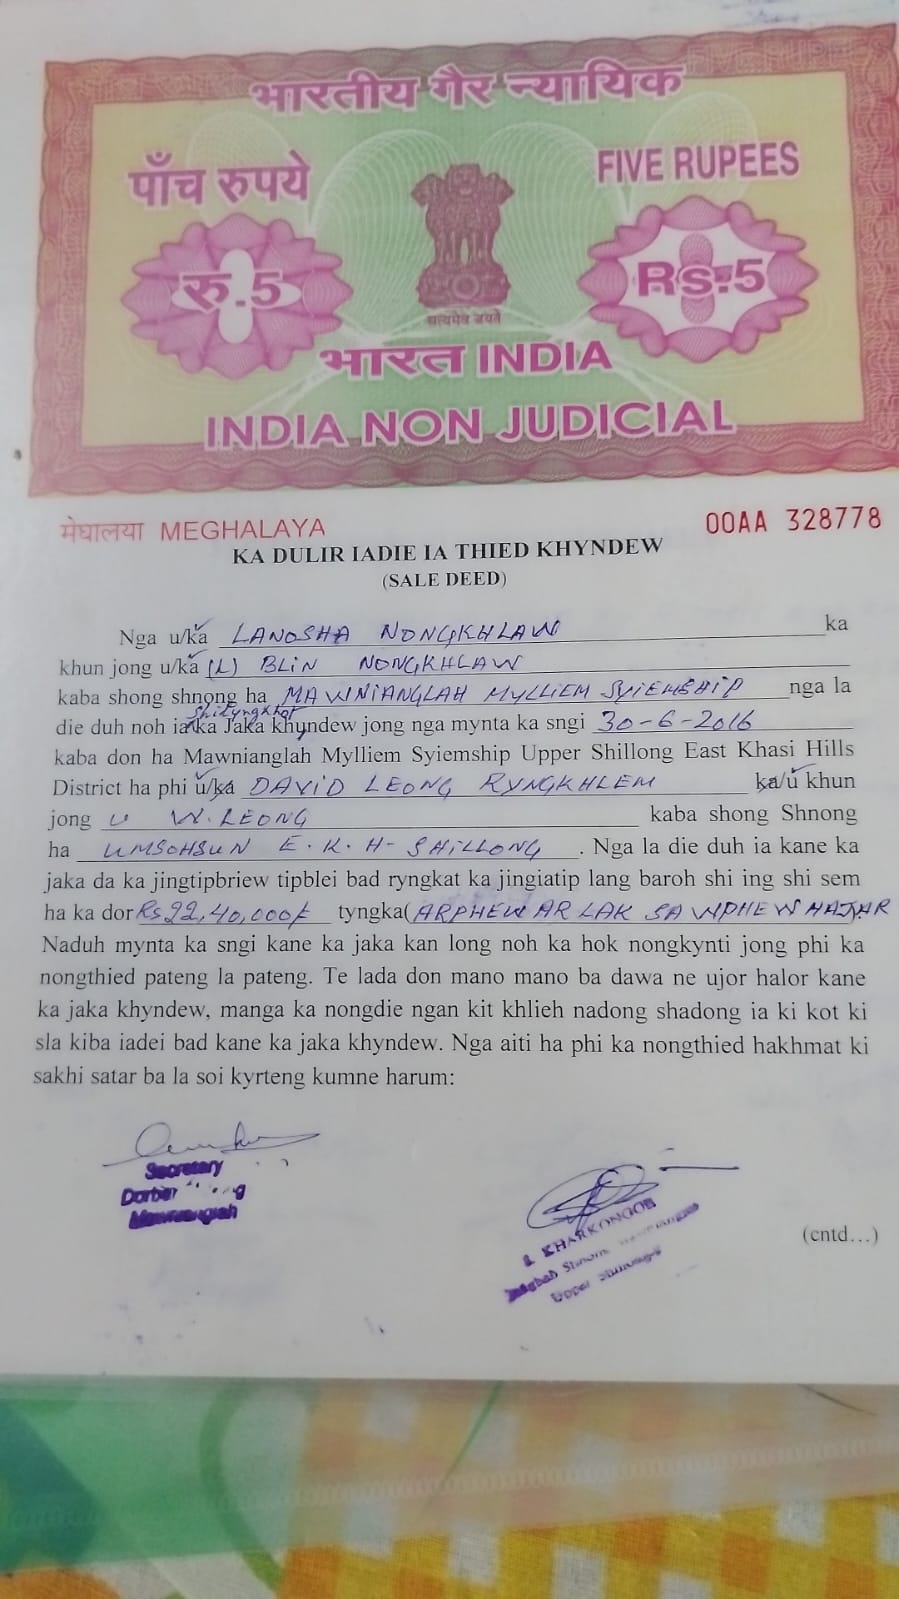 भारतीय गैर न्यायिक
पाँच रुपये FIVE RUPEES
रु.5 Rs.5
सत्यमेव जयते
भारत INDIA
INDIA NON JUDICIAL
मेघालया MEGHALAYA 00AA 328778
KA DULIR IADIE IA THIED KHYNDEW
(SALE DEED)
Nga u/ka LANOSHA NONGKHLAW ka
khun jong u/ka (L) BLIN NONGKHLAW
kaba shong shnong ha MAWNIANGLAH MYLLIEM SYIEMSHIP nga la
shilyngkhot
die duh noh ia ka Jaka khyndew jong nga mynta ka sngi 30-6-2016
kaba don ha Mawnianglah Mylliem Syiemship Upper Shillong East Khasi Hills
District ha phi u/ka DAVID LEONG RYNGKHLEM ka/u khun
jong U W. LEONG kaba shong Shnong
ha UMSOHSUN E. K. H- SHILLONG . Nga la die duh ia kane ka
jaka da ka jingtipbriew tipblei bad ryngkat ka jingiatip lang baroh shi ing shi sem
ha ka dor Rs 22,40,000/- tyngka( ARPHEW AR LAK SAWPHEW HAJAR
Naduh mynta ka sngi kane ka jaka kan long noh ka hok nongkynti jong phi ka
nongthied pateng la pateng. Te lada don mano mano ba dawa ne ujor halor kane
ka jaka khyndew, manga ka nongdie ngan kit khlieh nadong shadong ia ki kot ki
sla kiba iadei bad kane ka jaka khyndew. Nga aiti ha phi ka nongthied hakhmat ki
sakhi satar ba la soi kyrteng kumne harum:
Secretary
Dorbar
KHARKONGOR
Upper
(cntd...)